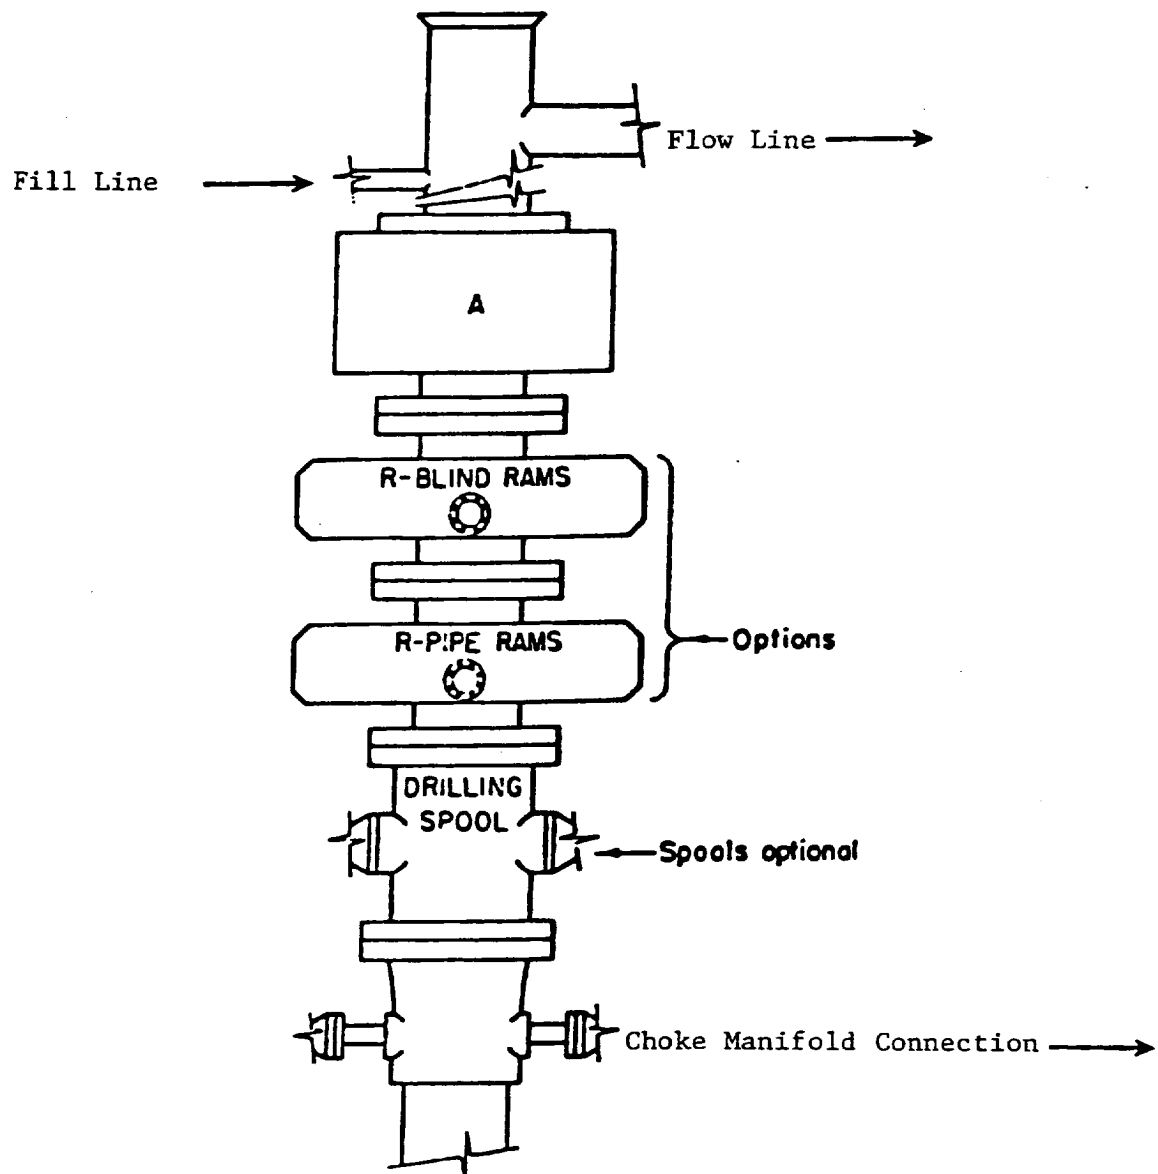 Flow Line
Fill Line
A
R-BLIND RAMS
R-PIPE RAMS
Options
DRILLING
SPOOL
Spools optional
Choke Manifold Connection